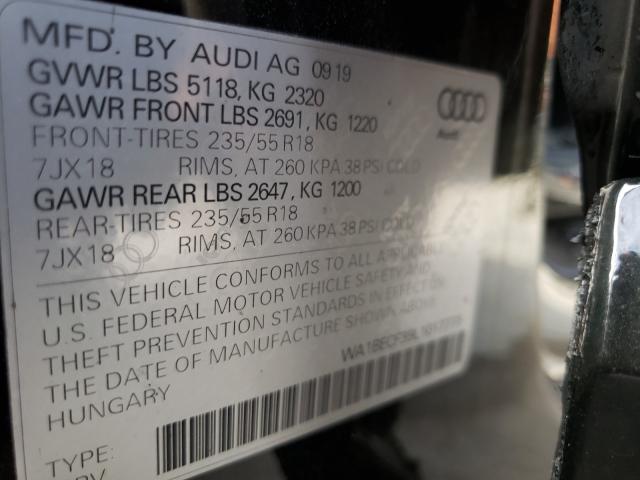 MFD. BY AUDI AG 09 19
GVWR LBS 5118, KG 2320
GAWR FRONT LBS 2691, KG 1220
FRONT-TIRES 235/55 R18
7JX18 RIMS, AT 260 KPA 38 PSI COLD
GAWR REAR LBS 2647, KG 1200
REAR-TIRES 235/55 R18
7JX18 RIMS, AT 260 KPA 38 PSI COLD
THIS VEHICLE CONFORMS TO ALL APPLICABLE
U.S. FEDERAL MOTOR VEHICLE SAFETY AND
THEFT PREVENTION STANDARDS IN EFFECT ON
THE DATE OF MANUFACTURE SHOWN ABOVE.
HUNGARY
TYPE:
Audi